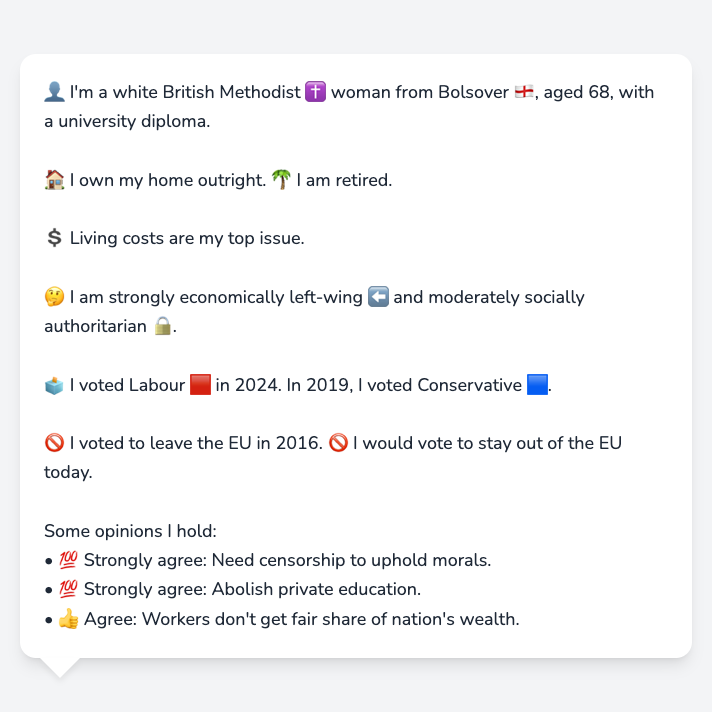 👤 I'm a white British Methodist ✝️ woman from Bolsover 🏴󠁧󠁢󠁥󠁮󠁧󠁿, aged 68, with
a university diploma.
🏠 I own my home outright. 🌴 I am retired.
💲 Living costs are my top issue.
🤔 I am strongly economically left-wing ⬅️ and moderately socially
authoritarian 🔒.
🗳️ I voted Labour 🟥 in 2024. In 2019, I voted Conservative 🟦.
🚫 I voted to leave the EU in 2016. 🚫 I would vote to stay out of the EU
today.
Some opinions I hold:
• 💯 Strongly agree: Need censorship to uphold morals.
• 💯 Strongly agree: Abolish private education.
• 👍 Agree: Workers don't get fair share of nation's wealth.